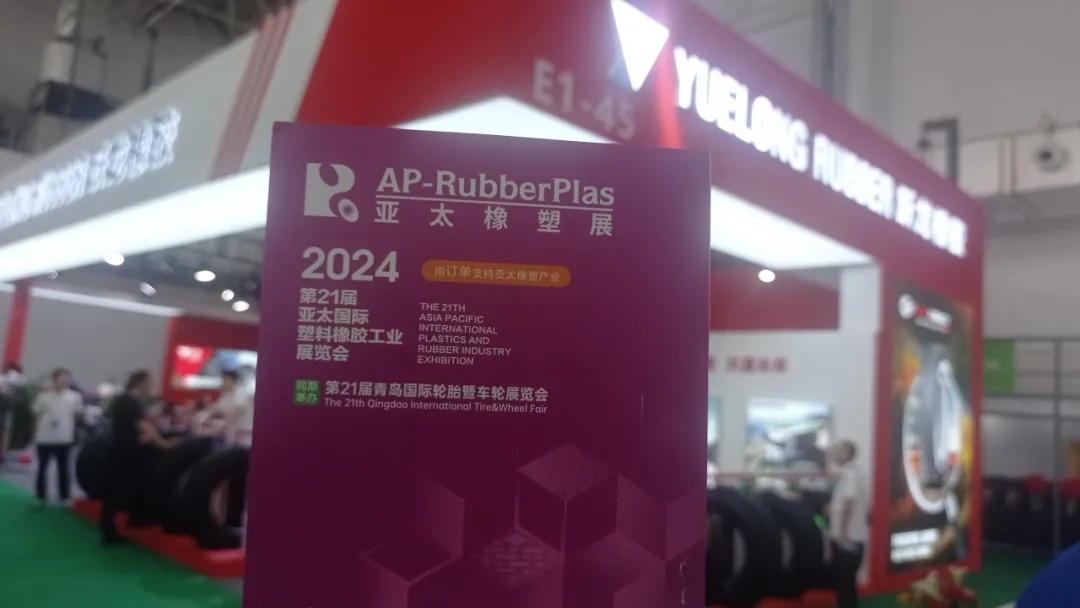 E1-45
YUELONG RUBBER
AP-RubberPlas
亚太橡塑展
2024
用订单支持亚太橡塑产业
第21届
亚太国际
塑料橡胶工业
展览会
THE 21TH
ASIA PACIFIC
INTERNATIONAL
PLASTICS AND
RUBBER INDUSTRY
EXHIBITION
同期
举办
第21届青岛国际轮胎暨车轮展览会
The 21th Qingdao International Tire&Wheel Fair